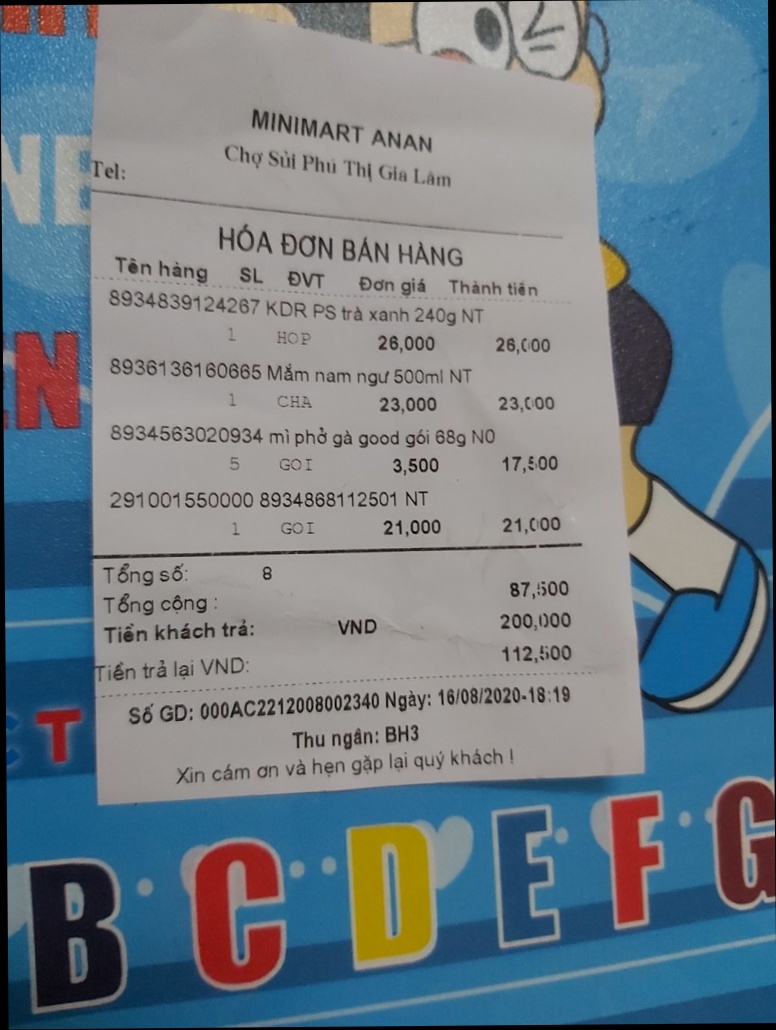 MINIMART ANAN
Chợ Sủi Phú Thị Gia Lâm
Tel:
HÓA ĐƠN BÁN HÀNG
Tên hàng SL ĐVT Đơn giá Thành tiền
8934839124267 KDR PS trà xanh 240g NT
1 HOP 26,000 26,000
8936136160665 Mắm nam ngư 500ml NT
1 CHA 23,000 23,000
8934563020934 mì phở gà good gói 68g N0
5 GOI 3,500 17,500
291001550000 8934868112501 NT
1 GOI 21,000 21,000
Tổng số: 8
Tổng cộng : 87,500
Tiền khách trả: VND 200,000
Tiền trả lại VND: 112,500
Số GD: 000AC2212008002340 Ngày: 16/08/2020-18:19
Thu ngân: BH3
Xin cám ơn và hẹn gặp lại quý khách !
NE
N
T
B C D E F G